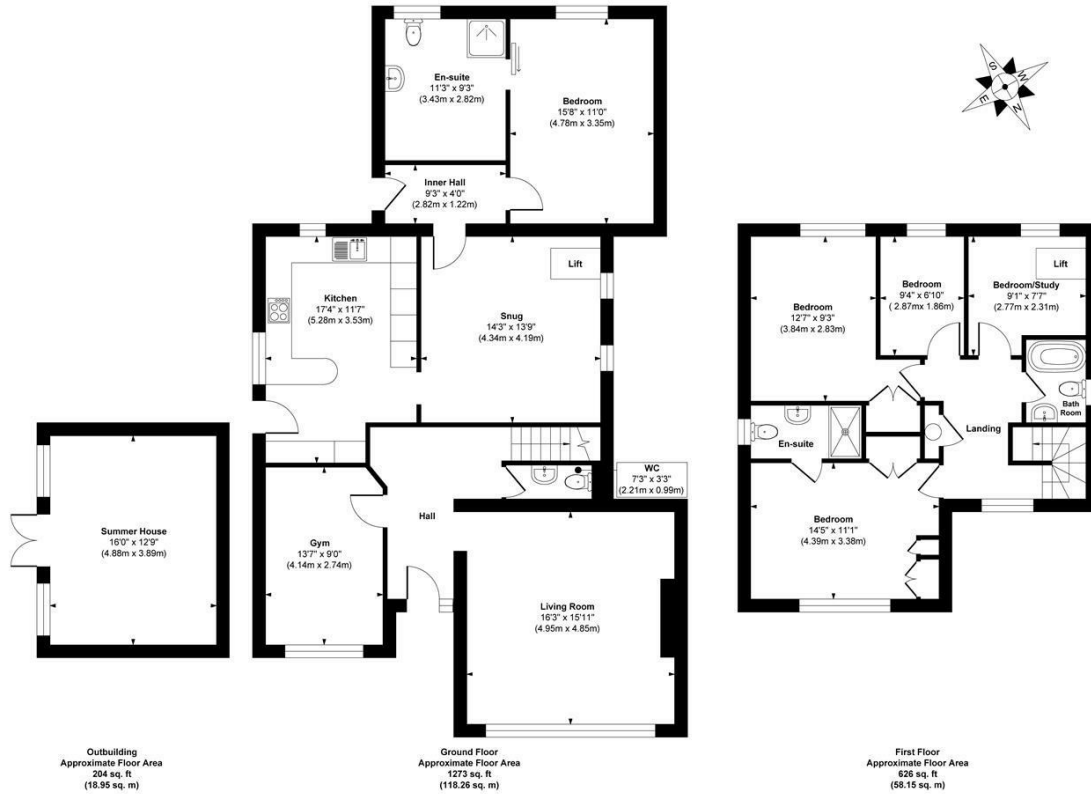 En-suite
11'3" x 9'3"
(3.43m x 2.82m)
Bedroom
15'8" x 11'0"
(4.78m x 3.35m)
S
W
E
N
Inner Hall
9'3" x 4'0"
(2.82m x 1.22m)
Kitchen
17'4" x 11'7"
(5.28m x 3.53m)
Lift
Snug
14'3" x 13'9"
(4.34m x 4.19m)
Bedroom
12'7" x 9'3"
(3.84m x 2.83m)
Bedroom
9'4" x 6'10"
( 2.87m x 1.86m)
Lift
Bedroom/Study
9'1" x 7'7"
(2.77m x 2.31m)
Bath
Room
Landing
En-suite
WC
7'3" x 3'3"
(2.21m x 0.99m)
Hall
Summer House
16'0" x 12'9"
(4.88m x 3.89m)
Gym
13'7" x 9'0"
(4.14m x 2.74m)
Living Room
16'3" x 15'11"
(4.95m x 4.85m)
Bedroom
14'5" x 11'1"
(4.39m x 3.38m)
Outbuilding
Approximate Floor Area
204 sq. ft
(18.95 sq. m)
Ground Floor
Approximate Floor Area
1273 sq. ft
(118.26 sq. m)
First Floor
Approximate Floor Area
626 sq. ft
(58.15 sq. m)